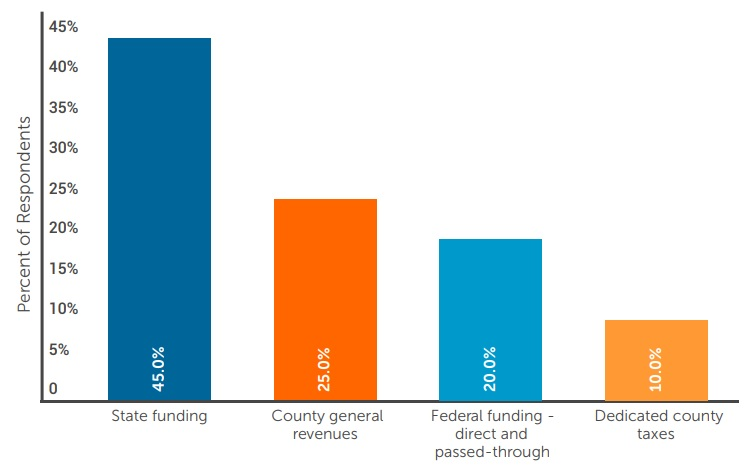 45%
40%
35%
30%
25%
20%
15%
10%
5%
0
Percent of Respondents
45.0%
25.0%
20.0%
10.0%
State funding
County general
revenues
Federal funding -
direct and
passed-through
Dedicated county
taxes